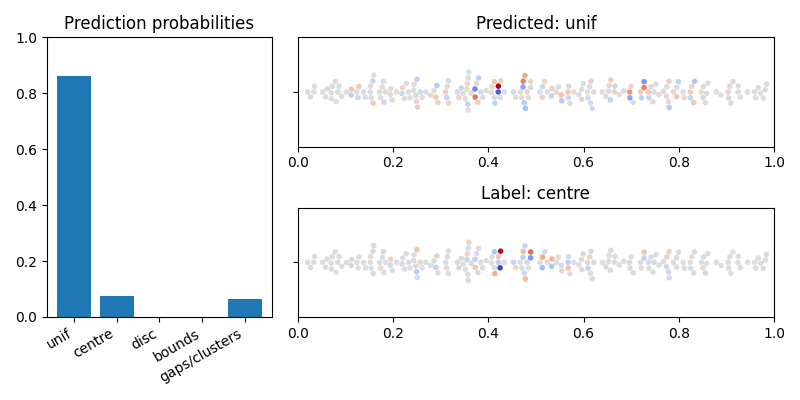 Prediction probabilities
1.0
0.8
0.6
0.4
0.2
0.0
unif
centre
disc
bounds
gaps/clusters
Predicted: unif
0.0 0.2 0.4 0.6 0.8 1.0
Label: centre
0.0 0.2 0.4 0.6 0.8 1.0